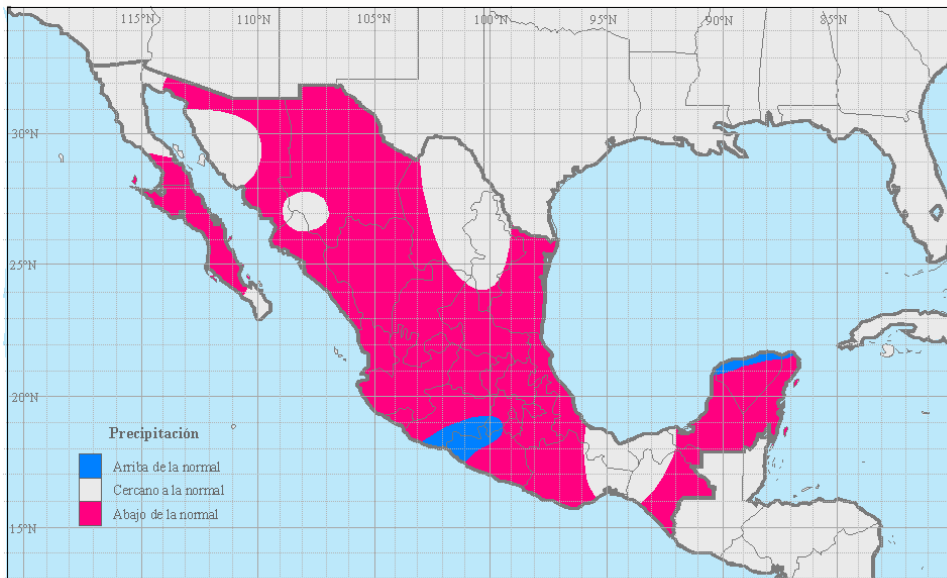 115°N 110°N 105°N 100°N 95°N 90°N 85°N
30°N
25°N
20°N
15°N
Precipitación
Arriba de la normal
Cercano a la normal
Abajo de la normal